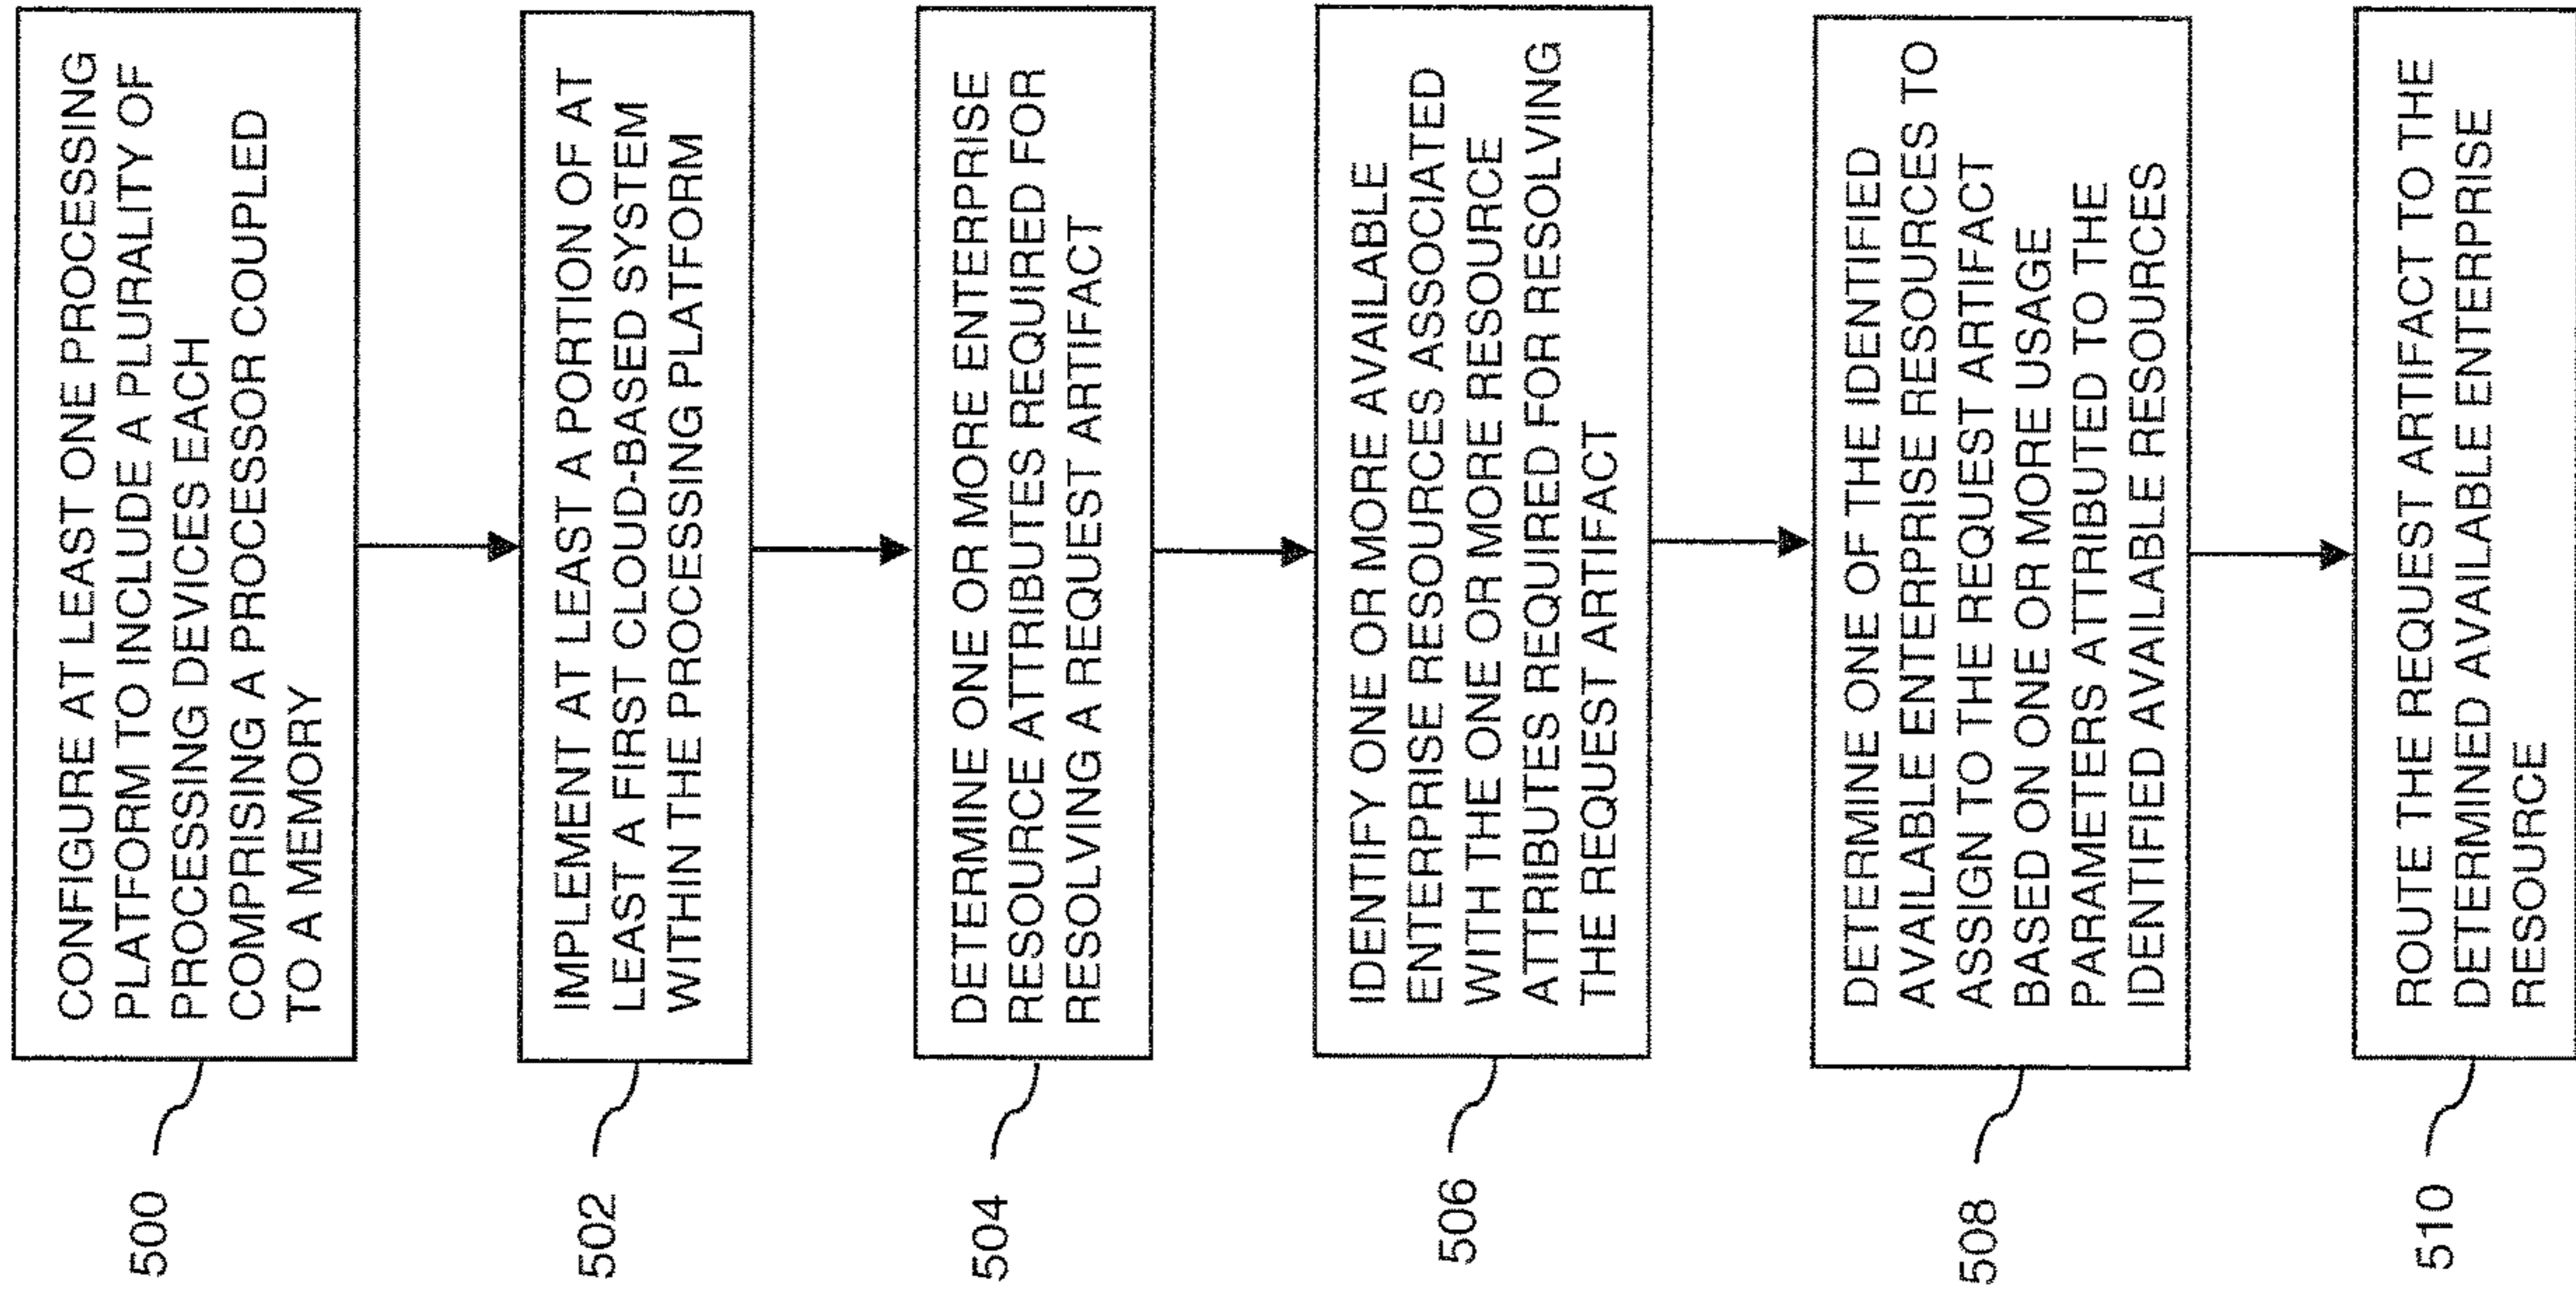 500
CONFIGURE AT LEAST ONE PROCESSING
PLATFORM TO INCLUDE A PLURALITY OF
PROCESSING DEVICES EACH
COMPRISING A PROCESSOR COUPLED
TO A MEMORY
502
IMPLEMENT AT LEAST A PORTION OF AT
LEAST A FIRST CLOUD-BASED SYSTEM
WITHIN THE PROCESSING PLATFORM
504
DETERMINE ONE OR MORE ENTERPRISE
RESOURCE ATTRIBUTES REQUIRED FOR
RESOLVING A REQUEST ARTIFACT
506
IDENTIFY ONE OR MORE AVAILABLE
ENTERPRISE RESOURCES ASSOCIATED
WITH THE ONE OR MORE RESOURCE
ATTRIBUTES REQUIRED FOR RESOLVING
THE REQUEST ARTIFACT
508
DETERMINE ONE OF THE IDENTIFIED
AVAILABLE ENTERPRISE RESOURCES TO
ASSIGN TO THE REQUEST ARTIFACT
BASED ON ONE OR MORE USAGE
PARAMETERS ATTRIBUTED TO THE
IDENTIFIED AVAILABLE RESOURCES
510
ROUTE THE REQUEST ARTIFACT TO THE
DETERMINED AVAILABLE ENTERPRISE
RESOURCE